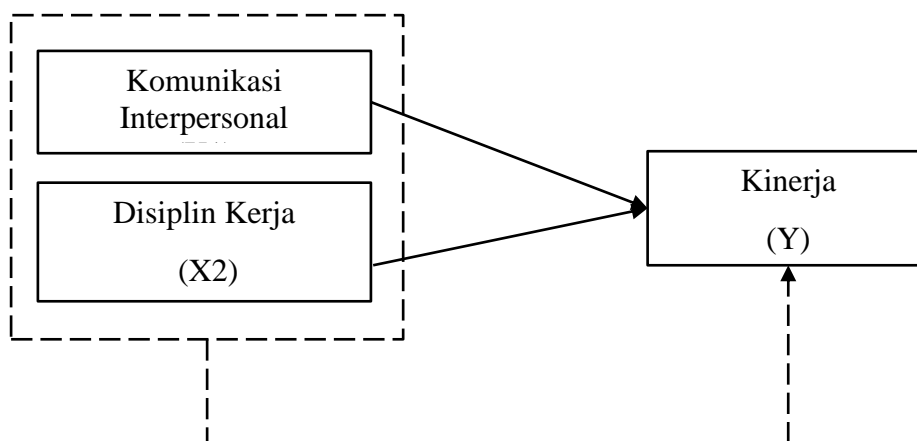 Komunikasi
Interpersonal
Disiplin Kerja
(X2)
Kinerja
(Y)